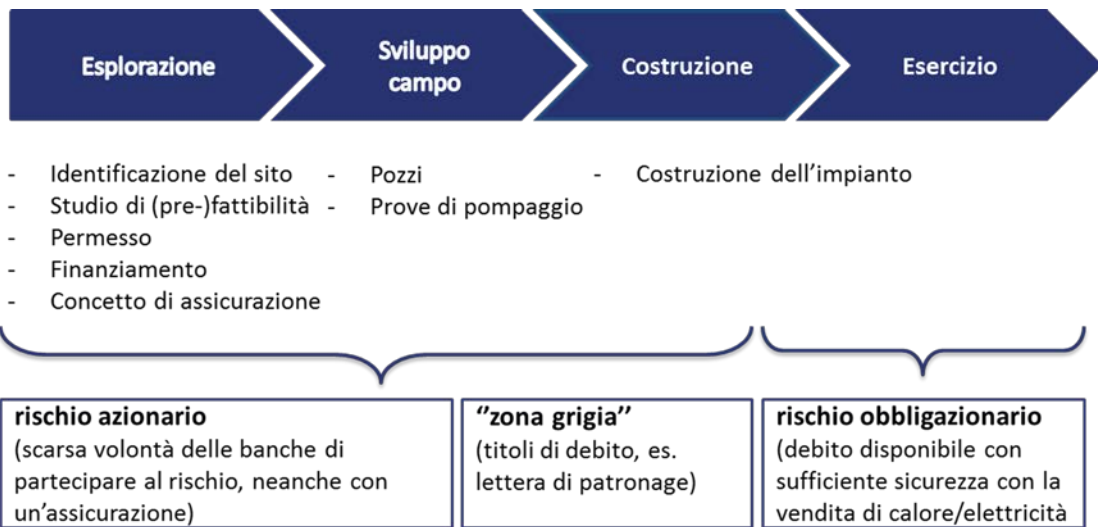 Esplorazione
Sviluppo
campo
Costruzione
Esercizio
- Identificazione del sito
- Studio di (pre-)fattibilità
- Permesso
- Finanziamento
- Concetto di assicurazione
- Pozzi
- Prove di pompaggio
- Costruzione dell’impianto
rischio azionario
(scarsa volontà delle banche di
partecipare al rischio, neanche con
un’assicurazione)
‘‘zona grigia’’
(titoli di debito, es.
lettera di patronage)
rischio obbligazionario
(debito disponibile con
sufficiente sicurezza con la
vendita di calore/elettricità